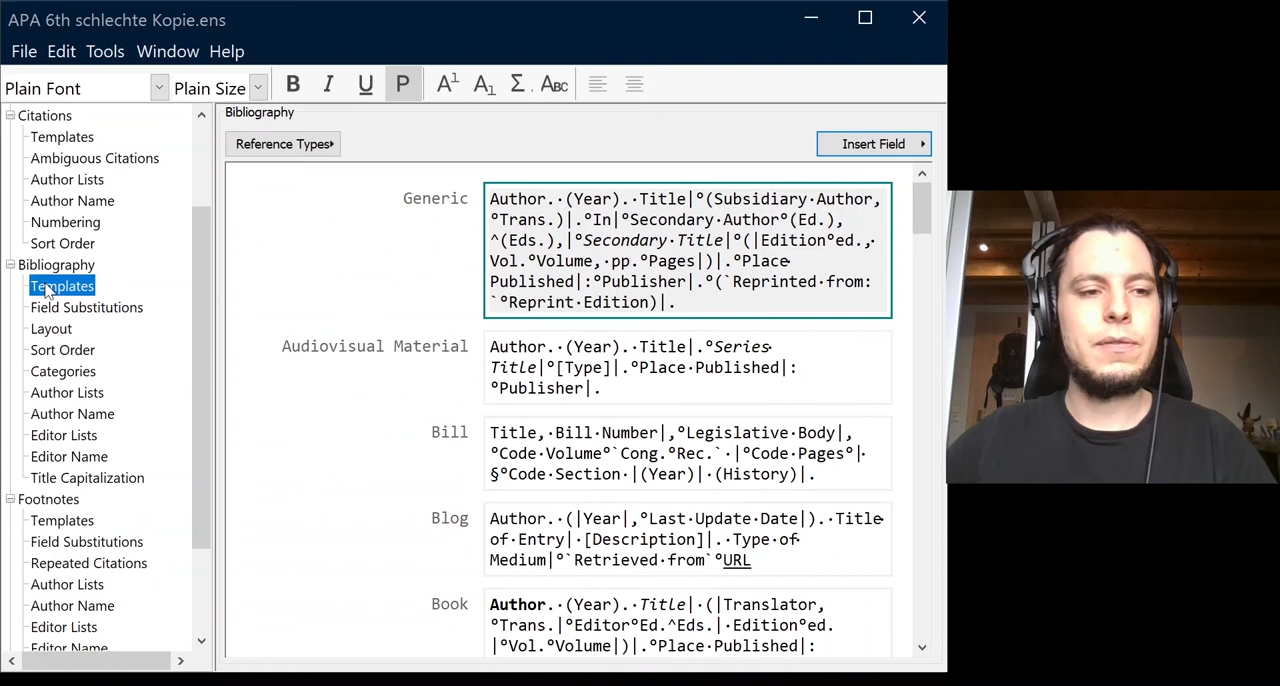 APA 6th schlechte Kopie.ens
File Edit Tools Window Help
Plain Font Plain Size B I U P A1 A1 Σ ABC
Citations
Templates
Ambiguous Citations
Author Lists
Author Name
Numbering
Sort Order
Bibliography
Templates
Field Substitutions
Layout
Sort Order
Categories
Author Lists
Author Name
Editor Lists
Editor Name
Title Capitalization
Footnotes
Templates
Field Substitutions
Repeated Citations
Author Lists
Author Name
Editor Lists
Editor Name
Bibliography
Reference Types Insert Field
Generic
Author.·(Year).·Title|°(Subsidiary·Author,
°Trans.)|.°In|°Secondary·Author°(Ed.),
^(Eds.),|°Secondary·Title|°(|Edition°ed.,·
Vol.°Volume,·pp.°Pages|)|.°Place·
Published|:°Publisher|.°(`Reprinted·from:
`°Reprint·Edition)|.
Audiovisual Material
Author.·(Year).·Title|.°Series·
Title|°[Type]|.°Place·Published|:
°Publisher|.
Bill
Title,·Bill·Number|,°Legislative·Body|,
°Code·Volume°`Cong.°Rec.`·|°Code·Pages°|·
§°Code·Section·|(Year)|·(History)|.
Blog
Author.·(|Year|,°Last·Update·Date|).·Title·
of·Entry|·[Description]|.·Type·of·
Medium|°`Retrieved·from`°URL
Book
Author.·(Year).·Title|·(|Translator,
°Trans.|°Editor°Ed.^Eds.|·Edition°ed.
|°Vol.°Volume|)|.°Place·Published|: